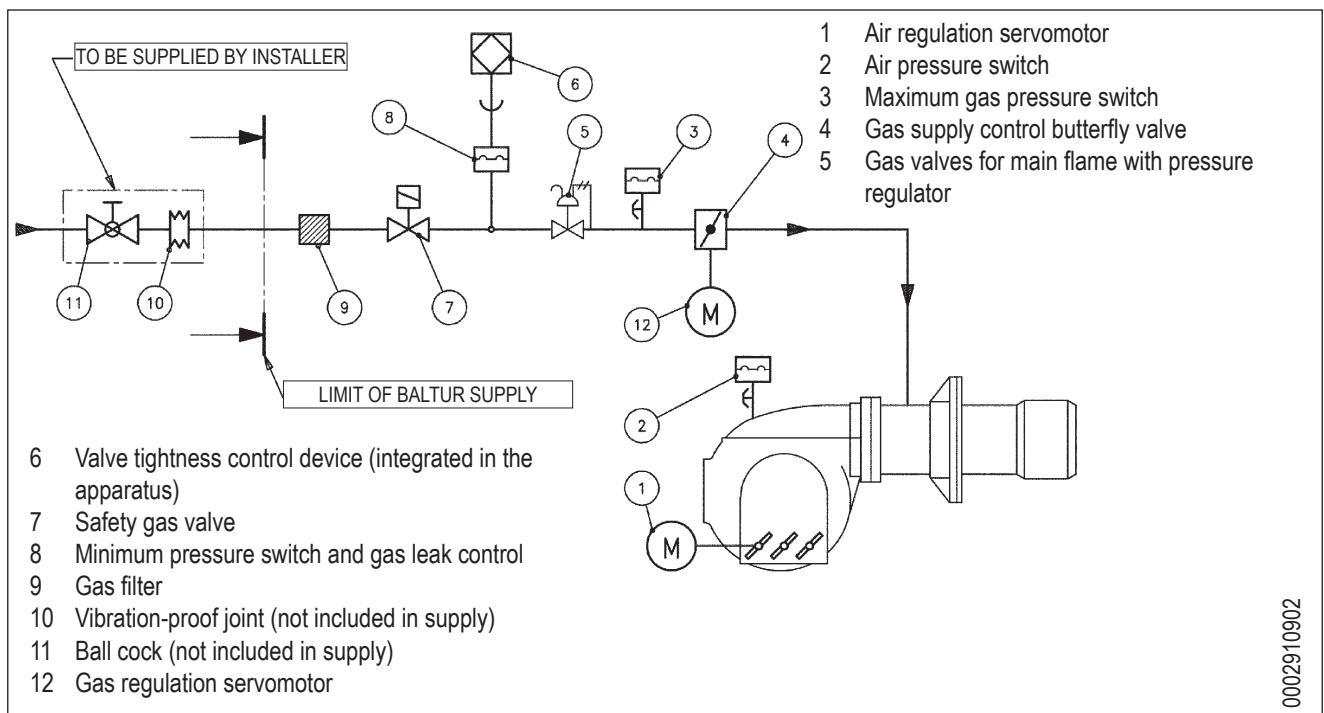 TO BE SUPPLIED BY INSTALLER
6
8
5
3
4
11
10
9
7
12
M
LIMIT OF BALTUR SUPPLY
2
1
M
1 Air regulation servomotor
2 Air pressure switch
3 Maximum gas pressure switch
4 Gas supply control butterfly valve
5 Gas valves for main flame with pressure
regulator
6 Valve tightness control device (integrated in the
apparatus)
7 Safety gas valve
8 Minimum pressure switch and gas leak control
9 Gas filter
10 Vibration-proof joint (not included in supply)
11 Ball cock (not included in supply)
12 Gas regulation servomotor
0002910902